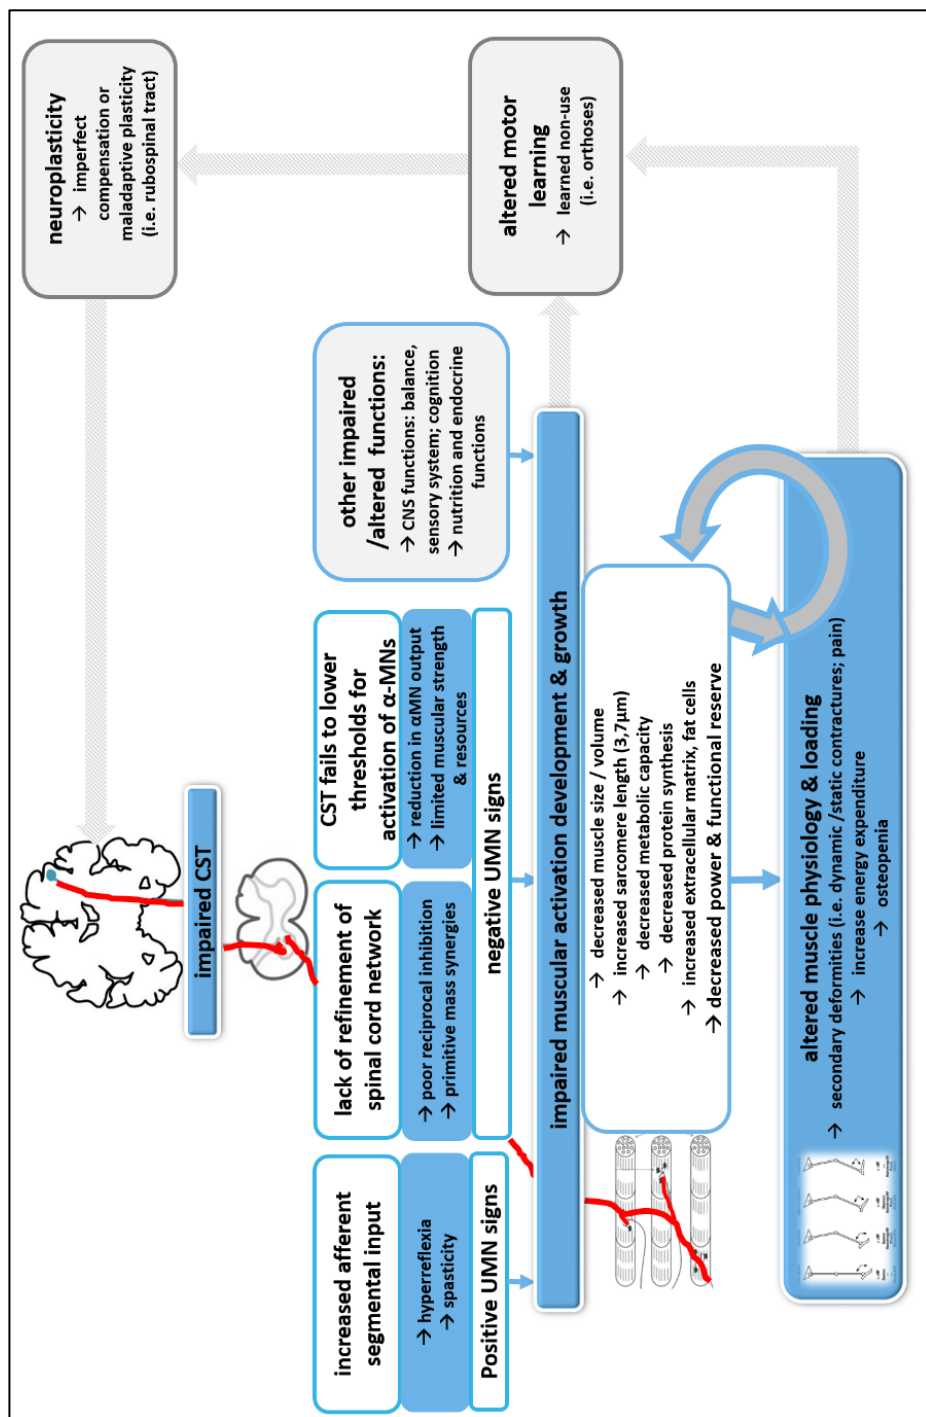 neuroplasticity
→ imperfect
compensation or
maladaptive plasticity
(i.e. rubospinal tract)
impaired CST
increased afferent
segmental input
→ hyperreflexia
→ spasticity
Positive UMN signs
lack of refinement of
spinal cord network
→ poor reciprocal inhibition
→ primitive mass synergies
CST fails to lower
thresholds for
activation of α-MNs
→ reduction in αMN output
→ limited muscular strength
& resources
negative UMN signs
other impaired
/altered functions:
→ CNS functions: balance,
sensory system; cognition
→ nutrition and endocrine
functions
altered motor
learning
→ learned non-use
(i.e. orthoses)
impaired muscular activation development & growth
→ decreased muscle size / volume
→ increased sarcomere length (3,7µm)
→ decreased metabolic capacity
→ decreased protein synthesis
→ increased extracellular matrix, fat cells
→ decreased power & functional reserve
altered muscle physiology & loading
→ secondary deformities (i.e. dynamic /static contractures; pain)
→ increase energy expenditure
→ osteopenia